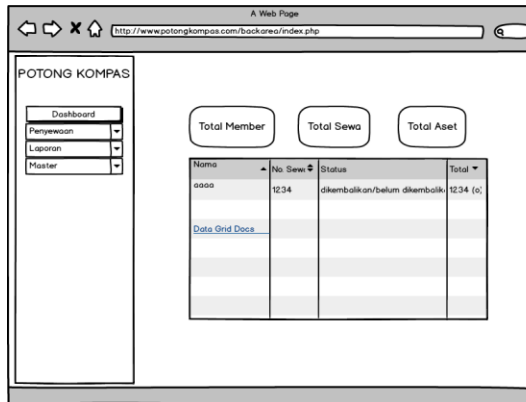 A Web Page
http://www.potongkompas.com/backarea/index.php
POTONG KOMPAS
Dashboard
Penyewaan
Laporan
Master
Total Member
Total Sewa
Total Aset
Nama No Sewa Status Total
aaaa 1234 dikembalikan/belum dikembalik 1234 (o
Data Grid Docs